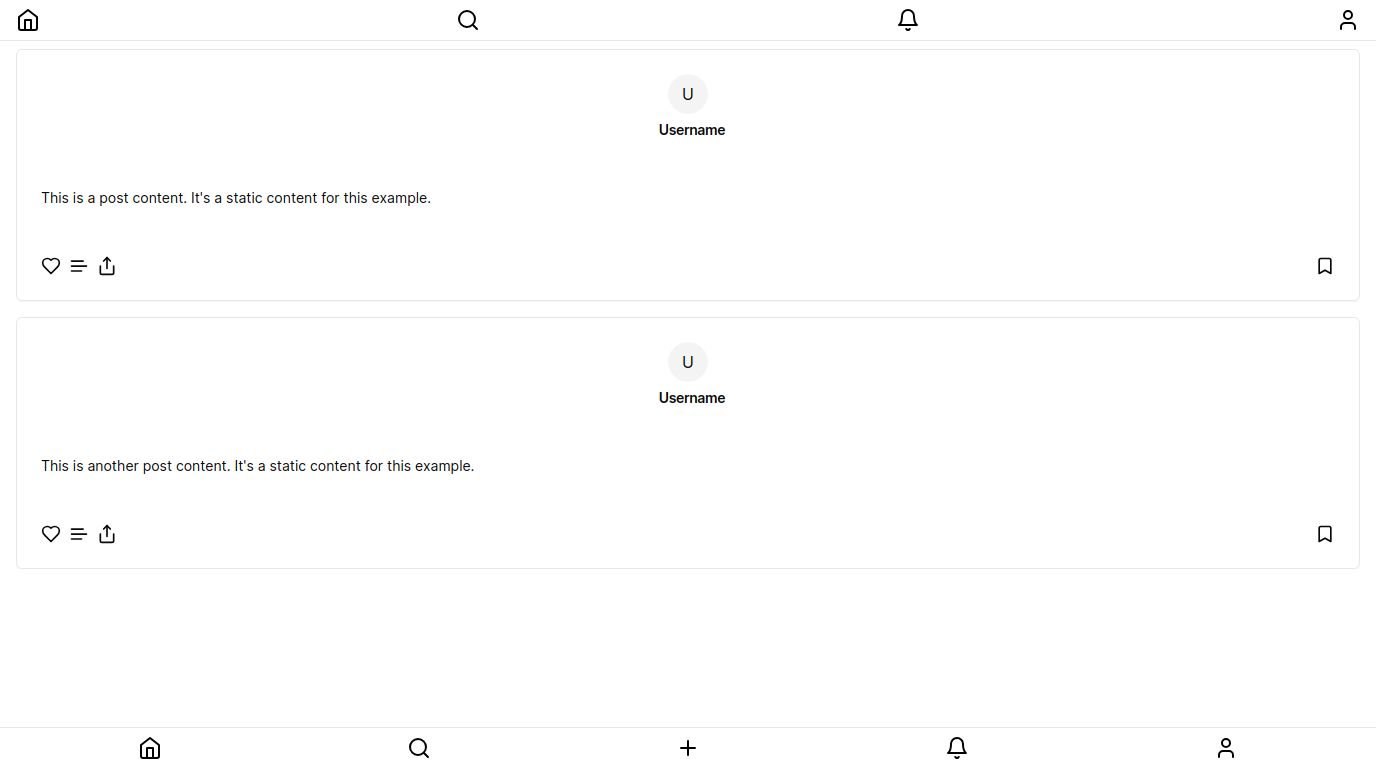 U
Username
This is a post content. It's a static content for this example.
U
Username
This is another post content. It's a static content for this example.